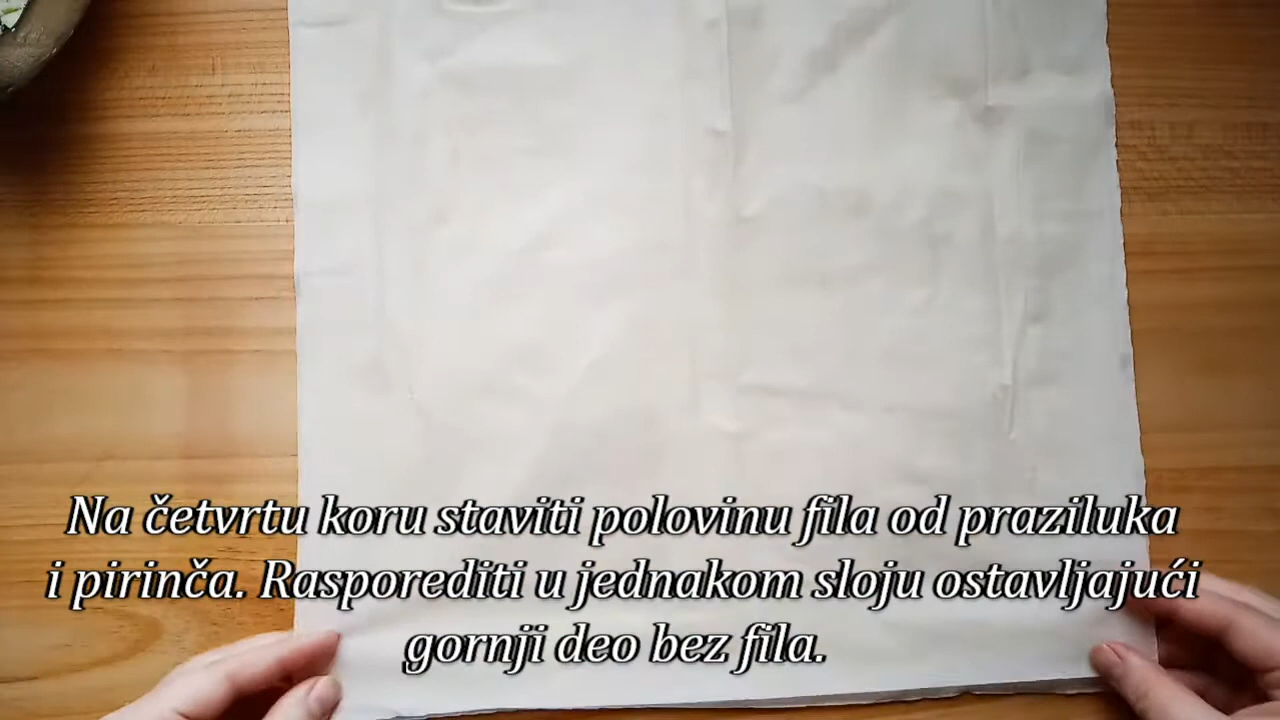 Na četvrtu koru staviti polovinu fila od praziluka
i pirinča. Rasporediti u jednakom sloju ostavljajući
gornji deo bez fila.